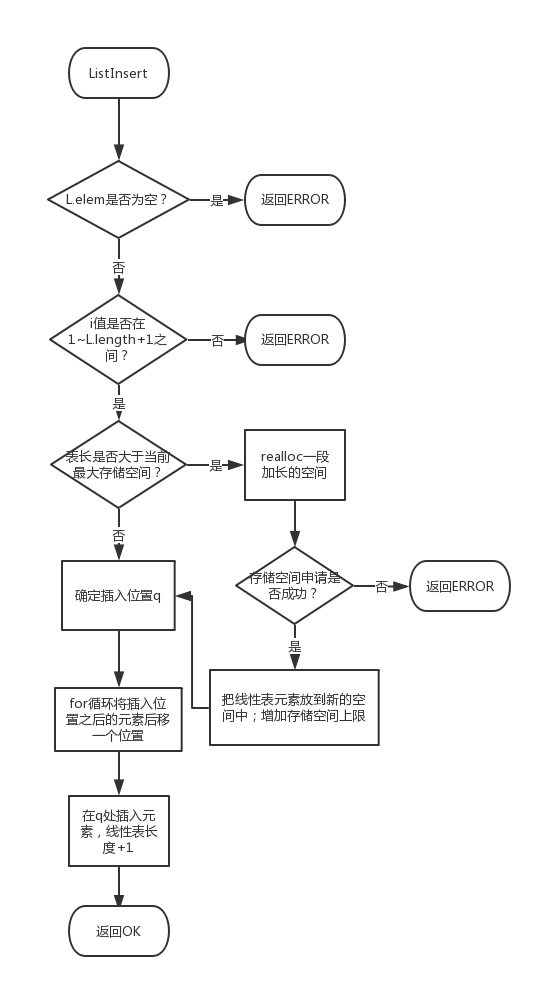 ListInsert
L.elem是否为空？
是
返回ERROR
否
i值是否在
1~L.length+1之
间？
否
返回ERROR
是
表长是否大于当前
最大存储空间？
是
realloc一段
加长的空间
否
存储空间申请是
否成功？
否
返回ERROR
确定插入位置q
是
把线性表元素放到新的空
间中；增加存储空间上限
for循环将插入位
置之后的元素后移
一个位置
在q处插入元
素，线性表长
度+1
返回OK